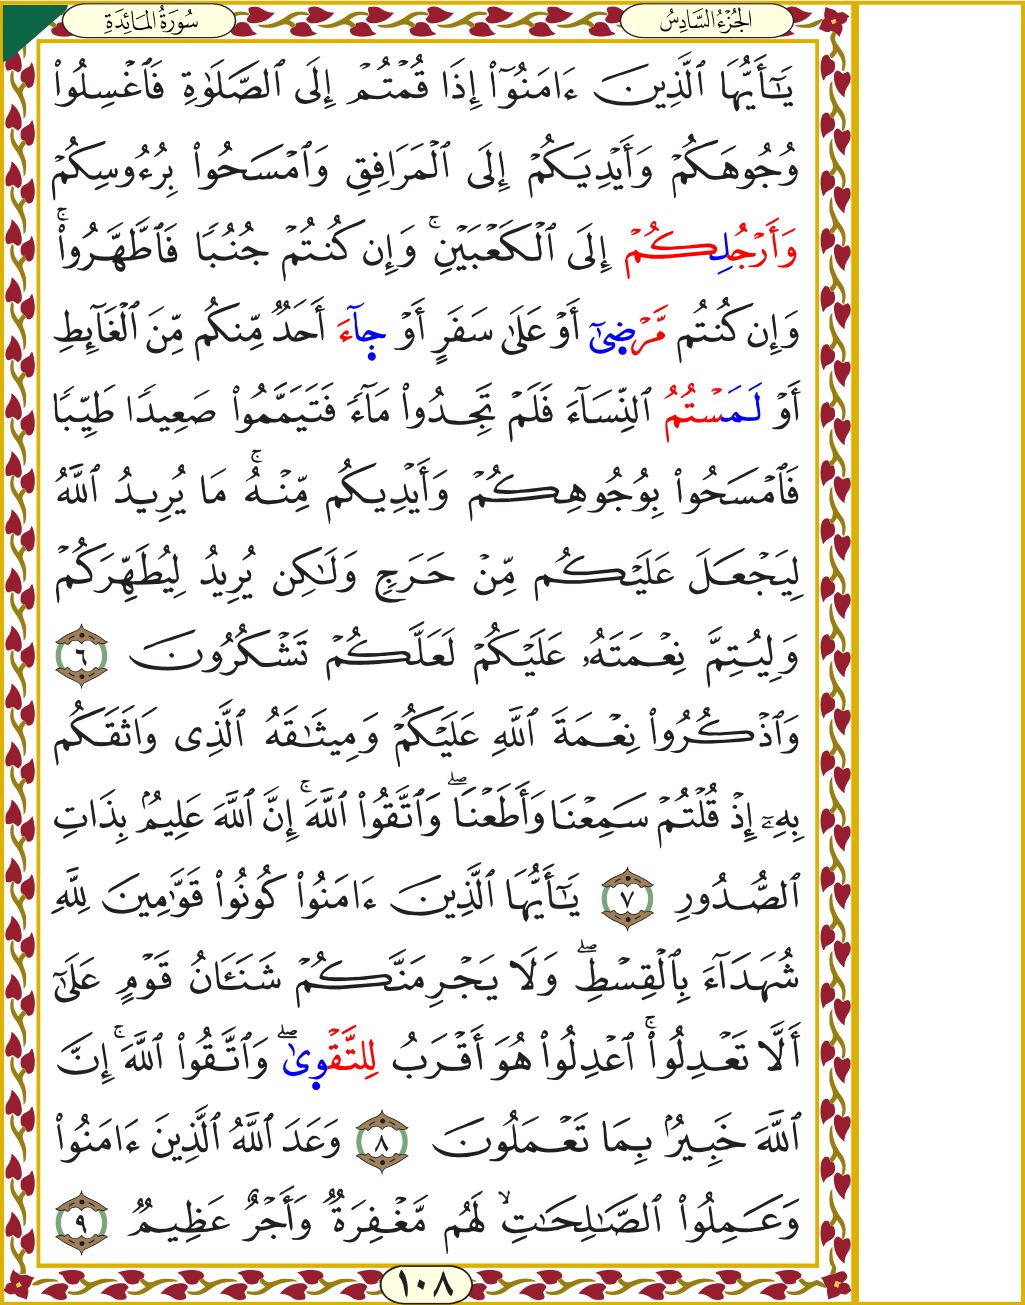 سُورَةُ المَائِدَةِ
الجُزْءُ السَّادِسُ
يَٰٓأَيُّهَا ٱلَّذِينَ ءَامَنُوٓاْ إِذَا قُمۡتُمۡ إِلَى ٱلصَّلَوٰةِ فَٱغۡسِلُواْ
وُجُوهَكُمۡ وَأَيۡدِيَكُمۡ إِلَى ٱلۡمَرَافِقِ وَٱمۡسَحُواْ بِرُءُوسِكُمۡ
وَأَرۡجُلِكُمۡ إِلَى ٱلۡكَعۡبَيۡنِۚ وَإِن كُنتُمۡ جُنُبٗا فَٱطَّهَّرُواْۚ
وَإِن كُنتُم مَّرۡضِىٰٓ أَوۡ عَلَىٰ سَفَرٍ أَوۡ جِآءَ أَحَدٞ مِّنكُم مِّنَ ٱلۡغَآئِطِ
أَوۡ لَمَسۡتُمُ ٱلنِّسَآءَ فَلَمۡ تَجِدُواْ مَآءٗ فَتَيَمَّمُواْ صَعِيدٗا طَيِّبٗا
فَٱمۡسَحُواْ بِوُجُوهِكُمۡ وَأَيۡدِيكُم مِّنۡهُۚ مَا يُرِيدُ ٱللَّهُ
لِيَجۡعَلَ عَلَيۡكُم مِّنۡ حَرَجٖ وَلَٰكِن يُرِيدُ لِيُطَهِّرَكُمۡ
وَلِيُتِمَّ نِعۡمَتَهُۥ عَلَيۡكُمۡ لَعَلَّكُمۡ تَشۡكُرُونَ ٦
وَٱذۡكُرُواْ نِعۡمَةَ ٱللَّهِ عَلَيۡكُمۡ وَمِيثَٰقَهُ ٱلَّذِى وَاثَقَكُم
بِهِۦٓ إِذۡ قُلۡتُمۡ سَمِعۡنَا وَأَطَعۡنَاۖ وَٱتَّقُواْ ٱللَّهَۚ إِنَّ ٱللَّهَ عَلِيمُۢ بِذَاتِ
ٱلصُّدُورِ ٧ يَٰٓأَيُّهَا ٱلَّذِينَ ءَامَنُواْ كُونُواْ قَوَّٰمِينَ لِلَّهِ
شُهَدَآءَ بِٱلۡقِسۡطِۖ وَلَا يَجۡرِمَنَّكُمۡ شَنَـَٔانُ قَوۡمٍ عَلَىٰٓ
أَلَّا تَعۡدِلُواْۚ ٱعۡدِلُواْ هُوَ أَقۡرَبُ لِلتَّقۡوِىٰۖ وَٱتَّقُواْ ٱللَّهَۚ إِنَّ
ٱللَّهَ خَبِيرُۢ بِمَا تَعۡمَلُونَ ٨ وَعَدَ ٱللَّهُ ٱلَّذِينَ ءَامَنُواْ
وَعَمِلُواْ ٱلصَّٰلِحَٰتِۙ لَهُم مَّغۡفِرَةٞ وَأَجۡرٌ عَظِيمٞ ٩
١٠٨